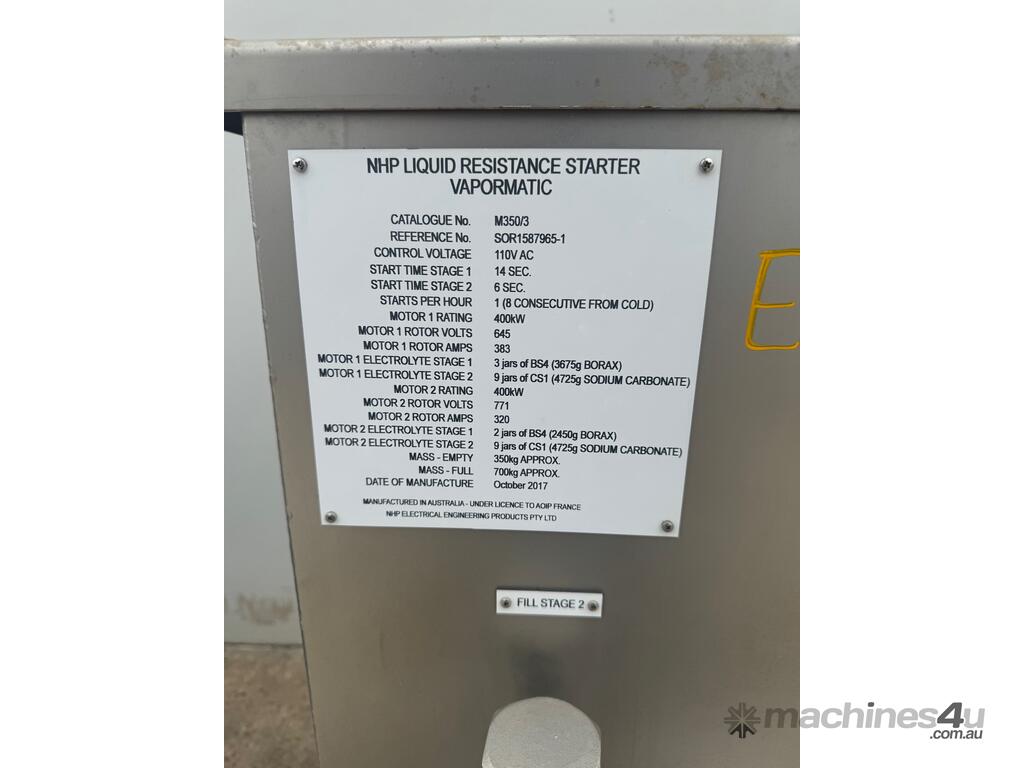 NHP LIQUID RESISTANCE STARTER
VAPORMATIC
CATALOGUE No. M350/3
REFERENCE No. SOR1587965-1
CONTROL VOLTAGE 110V AC
START TIME STAGE 1 14 SEC.
START TIME STAGE 2 6 SEC.
STARTS PER HOUR 1 (8 CONSECUTIVE FROM COLD)
MOTOR 1 RATING 400kW
MOTOR 1 ROTOR VOLTS 645
MOTOR 1 ROTOR AMPS 383
MOTOR 1 ELECTROLYTE STAGE 1 3 jars of BS4 (3675g BORAX)
MOTOR 1 ELECTROLYTE STAGE 2 9 jars of CS1 (4725g SODIUM CARBONATE)
MOTOR 2 RATING 400kW
MOTOR 2 ROTOR VOLTS 771
MOTOR 2 ROTOR AMPS 320
MOTOR 2 ELECTROLYTE STAGE 1 2 jars of BS4 (2450g BORAX)
MOTOR 2 ELECTROLYTE STAGE 2 9 jars of CS1 (4725g SODIUM CARBONATE)
MASS - EMPTY 350kg APPROX.
MASS - FULL 700kg APPROX.
DATE OF MANUFACTURE October 2017
MANUFACTURED IN AUSTRALIA - UNDER LICENCE TO AOIP FRANCE
NHP ELECTRICAL ENGINEERING PRODUCTS PTY LTD
E
FILL STAGE 2
machines4u
.com.au